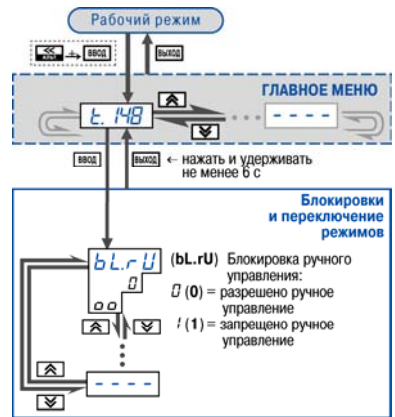 Рабочий режим
<< ВВОД ВЫХОД
ГЛАВНОЕ МЕНЮ
t. 148 - - - -
ВВОД ВЫХОД ← нажать и удерживать
не менее 6 с
Блокировки
и переключение
режимов
bL.rU (bL.rU) Блокировка ручного
управления:
0 0 (0) = разрешено ручное
oo управление
1 (1) = запрещено ручное
управление
- - - -